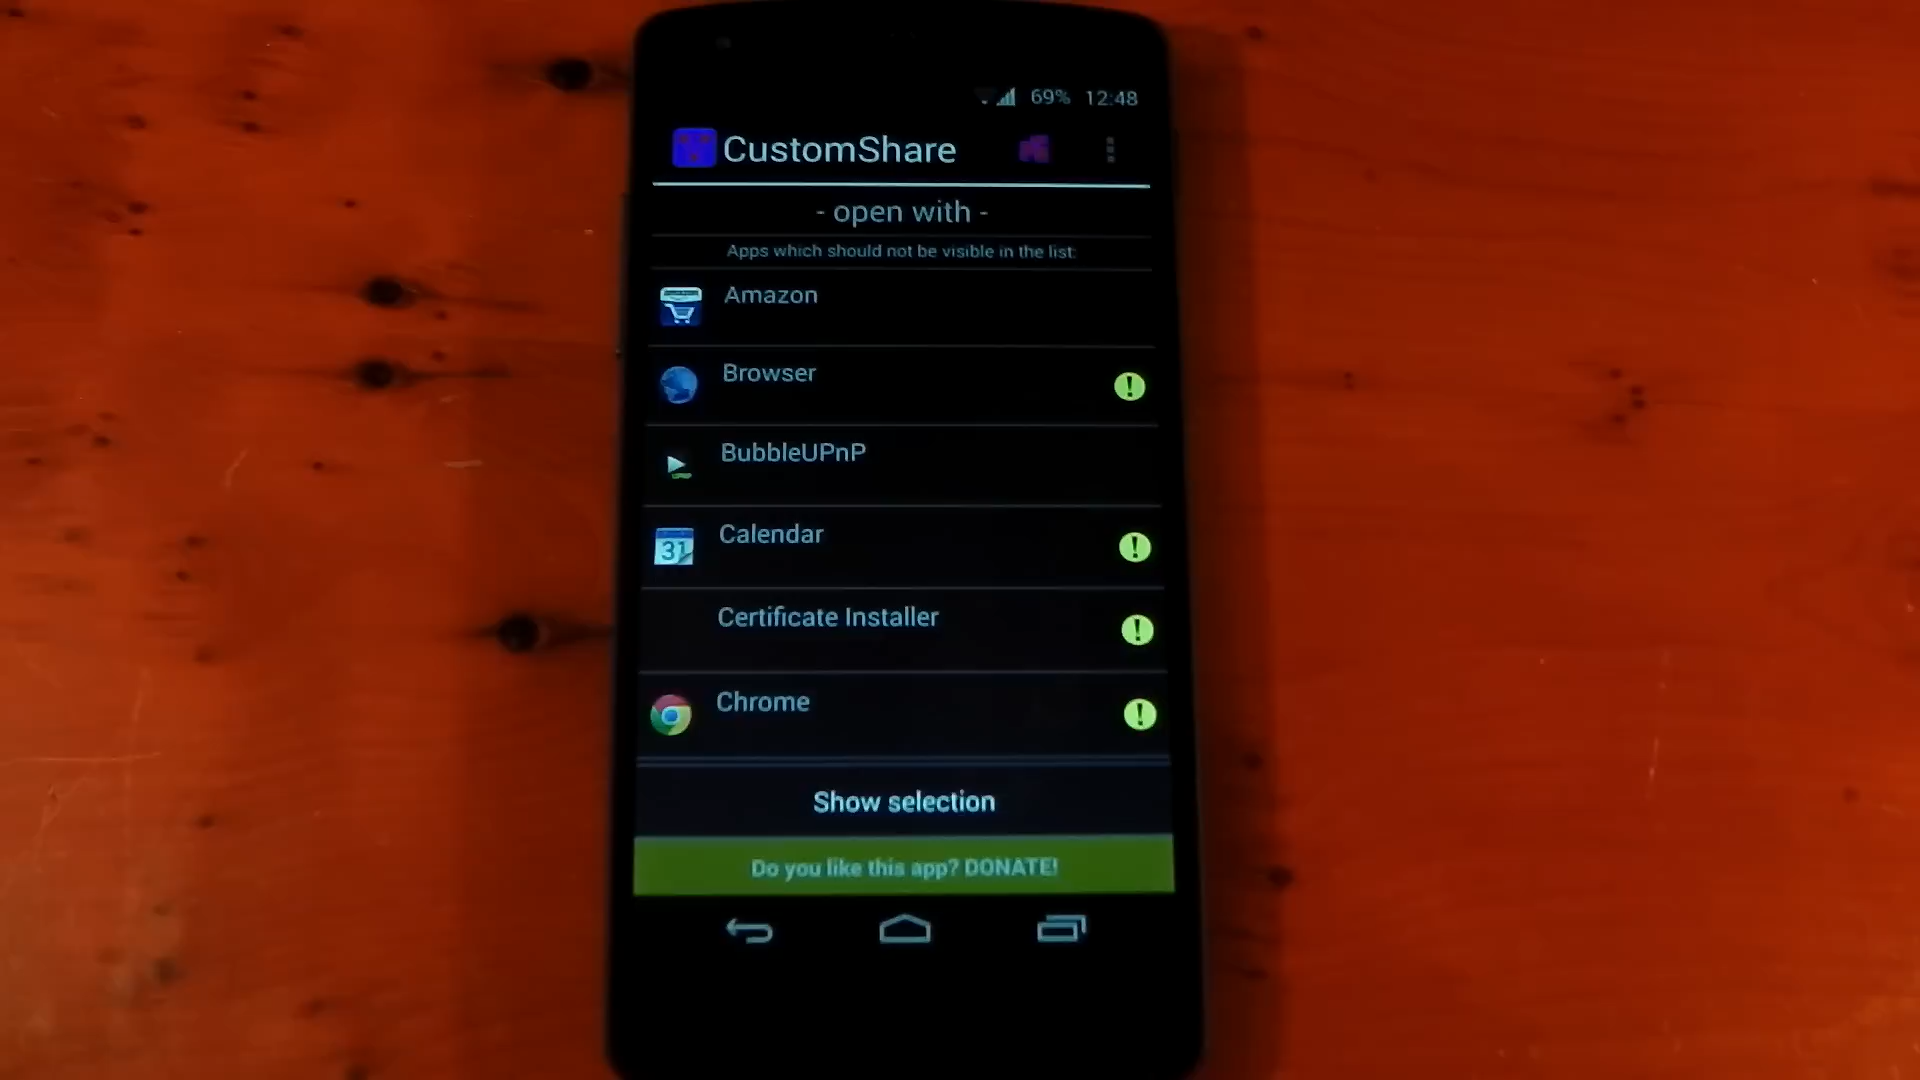 69% 12:48
CustomShare
- open with -
Apps which should not be visible in the list:
Amazon
Browser
!
BubbleUPnP
31
Calendar
!
Certificate Installer
!
Chrome
!
Show selection
Do you like this app? DONATE!